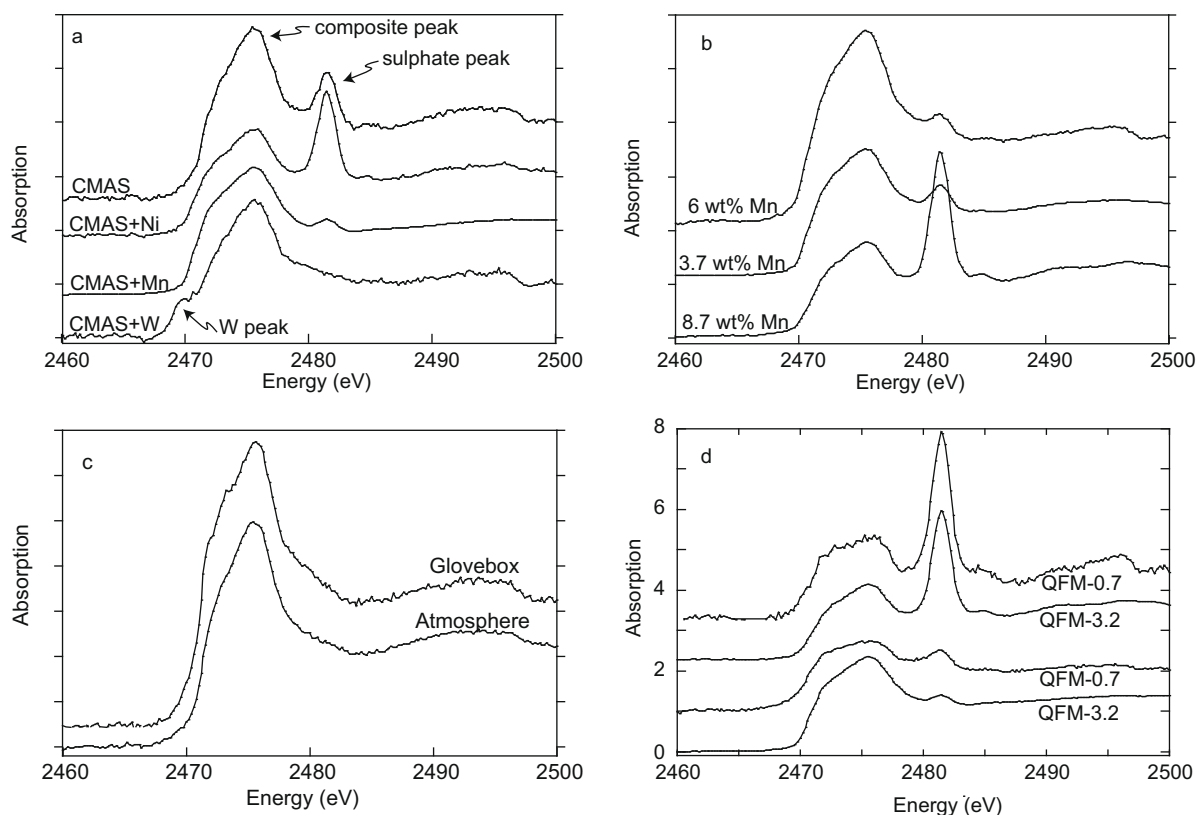 a
composite peak
sulphate peak
CMAS
CMAS+Ni
CMAS+Mn
CMAS+W
W peak
Absorption
2460 2470 2480 2490 2500
Energy (eV)
b
6 wt% Mn
3.7 wt% Mn
8.7 wt% Mn
Absorption
2460 2470 2480 2490 2500
Energy (eV)
c
Glovebox
Atmosphere
Absorption
2460 2470 2480 2490 2500
Energy (eV)
d
8
6
4
2
0
QFM-0.7
QFM-3.2
QFM-0.7
QFM-3.2
Absorption
2460 2470 2480 2490 2500
Energy (eV)